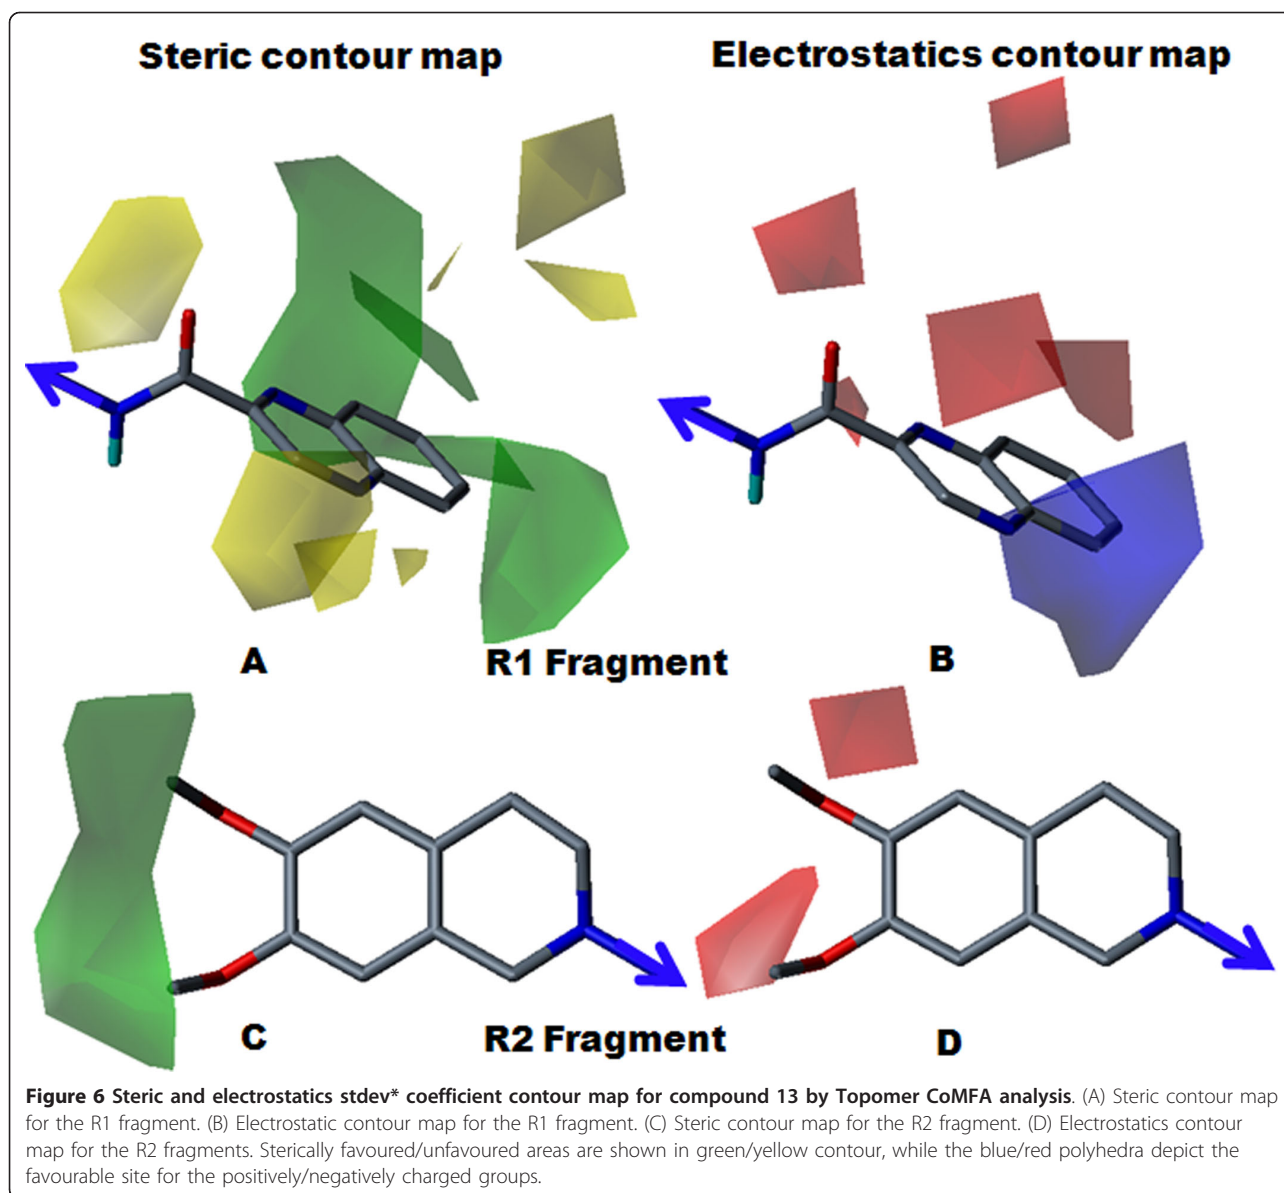 Steric contour map
Electrostatics contour map
A
R1 Fragment
B
C
R2 Fragment
D
Figure 6 Steric and electrostatics stdev* coefficient contour map for compound 13 by Topomer CoMFA analysis. (A) Steric contour map
for the R1 fragment. (B) Electrostatic contour map for the R1 fragment. (C) Steric contour map for the R2 fragment. (D) Electrostatics contour
map for the R2 fragments. Sterically favoured/unfavoured areas are shown in green/yellow contour, while the blue/red polyhedra depict the
favourable site for the positively/negatively charged groups.